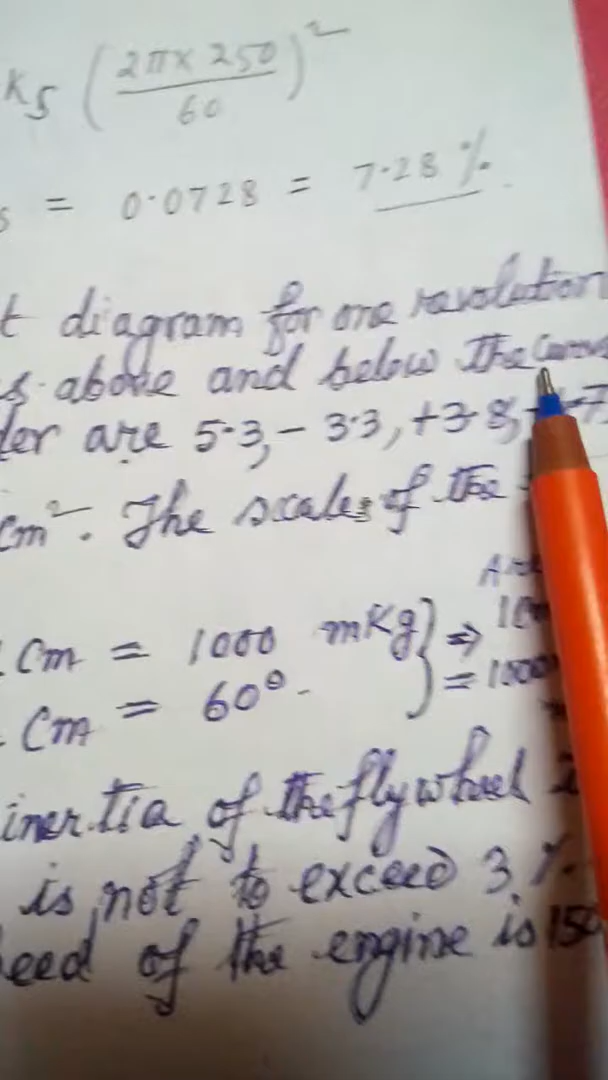 K5 (2π × 250 / 60)²
s = 0.0728 = 7.28 %.
t diagram for one revolution
s above and below the
der are 5.3, - 3.3, +3.8,
cm². The scales of the
Cm = 1000 mKg } ⇒
Cm = 60° } = 1000
inertia of the flywheel
is not to exceed 3 %.
eed of the engine is 150